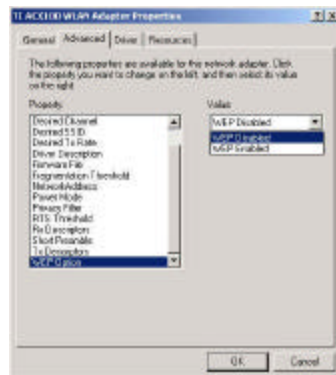 TI ACX100 WLAN Adapter Properties
General Advanced Driver Resources
The following properties are available for this network adapter. Click
the property you want to change on the left, and then select its value
on the right.
Property:
Value:
Desired Channel
Desired SSID
Desired Tx Rate
Driver Description
Firmware File
Fragmentation Threshold
NetworkAddress
Power Mode
Privacy Filter
RTS Threshold
Rx Descriptors
Short Preamble
Tx Descriptors
WEP Option
WEP Disabled
WEP Disabled
WEP Enabled
OK Cancel